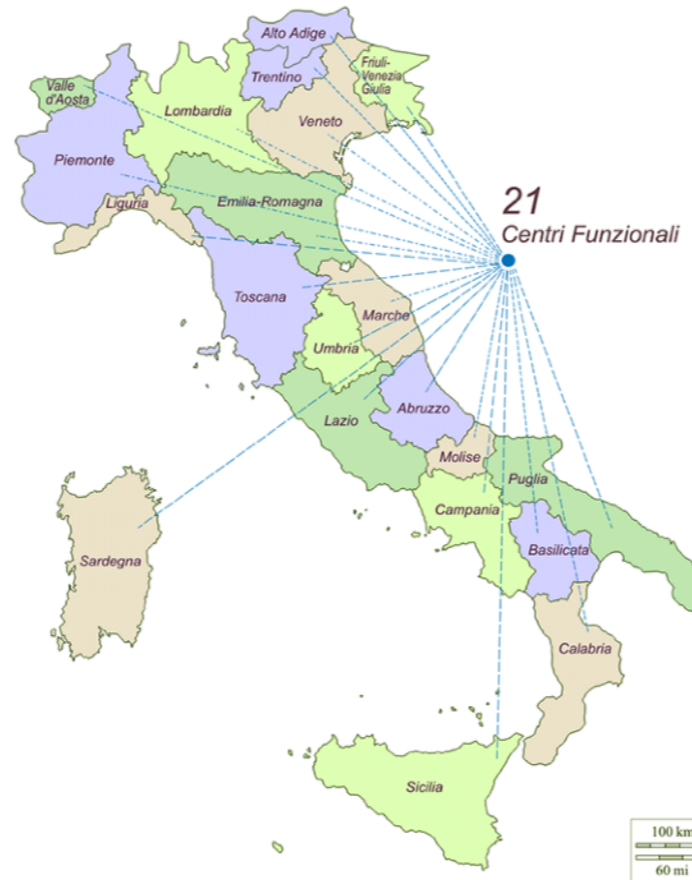 Alto Adige
Friuli-
Venezia
Giulia
Trentino
Valle
d'Aosta
Lombardia
Veneto
Piemonte
Liguria
Emilia-Romagna
21
Centri Funzionali
Toscana
Marche
Umbria
Lazio
Abruzzo
Molise
Puglia
Campania
Basilicata
Sardegna
Calabria
Sicilia
100 km
60 mi